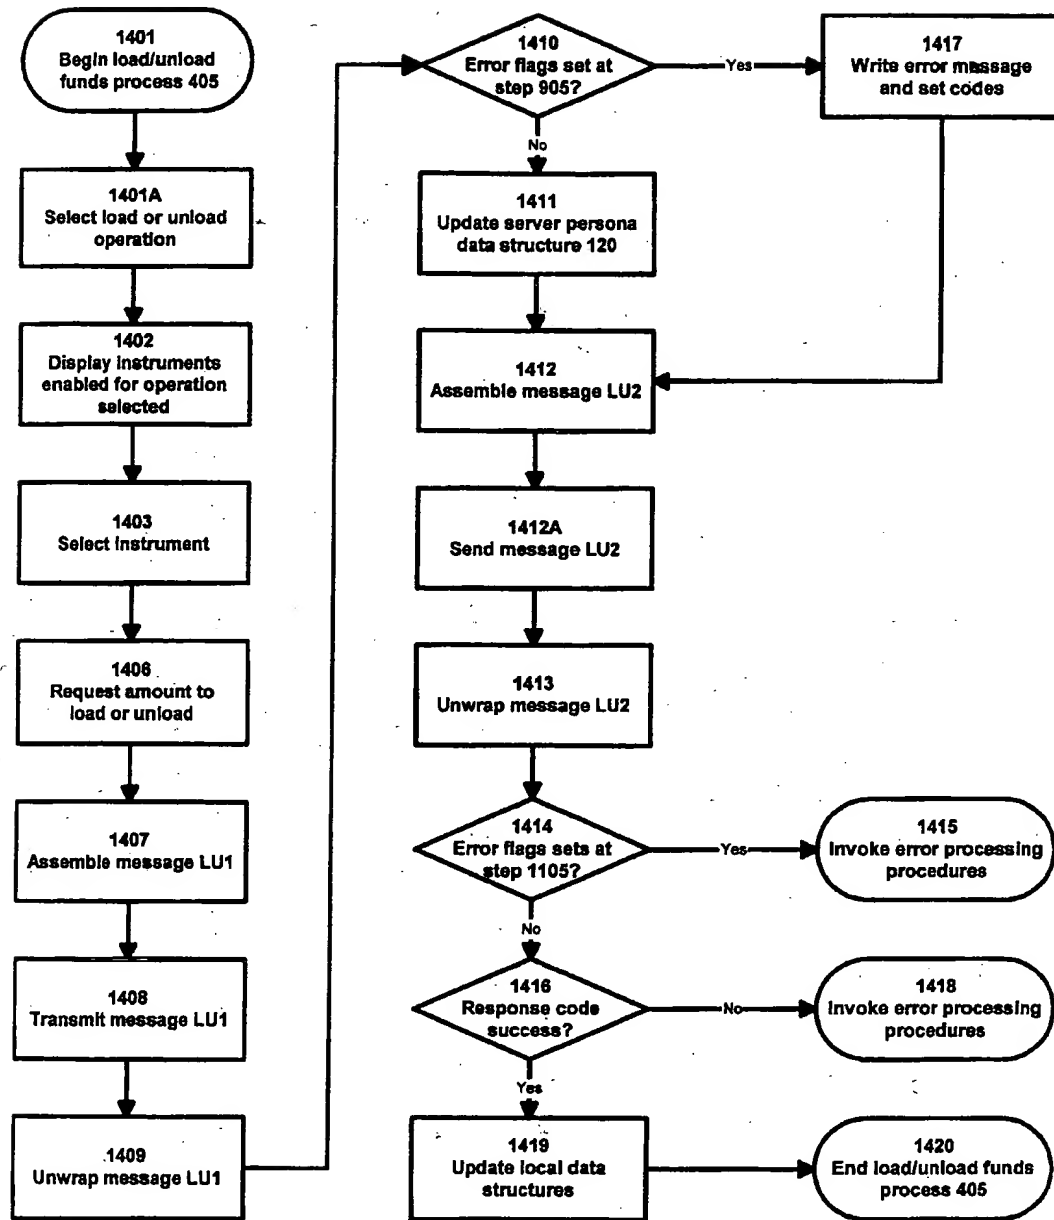 1401
Begin load/unload
funds process 405
1401A
Select load or unload
operation
1402
Display instruments
enabled for operation
selected
1403
Select instrument
1406
Request amount to
load or unload
1407
Assemble message LU1
1408
Transmit message LU1
1409
Unwrap message LU1
1410
Error flags set at
step 905?
Yes
1417
Write error message
and set codes
No
1411
Update server persona
data structure 120
1412
Assemble message LU2
1412A
Send message LU2
1413
Unwrap message LU2
1414
Error flags sets at
step 1105?
Yes
1415
Invoke error processing
procedures
No
1416
Response code
success?
No
1418
Invoke error processing
procedures
Yes
1419
Update local data
structures
1420
End load/unload funds
process 405